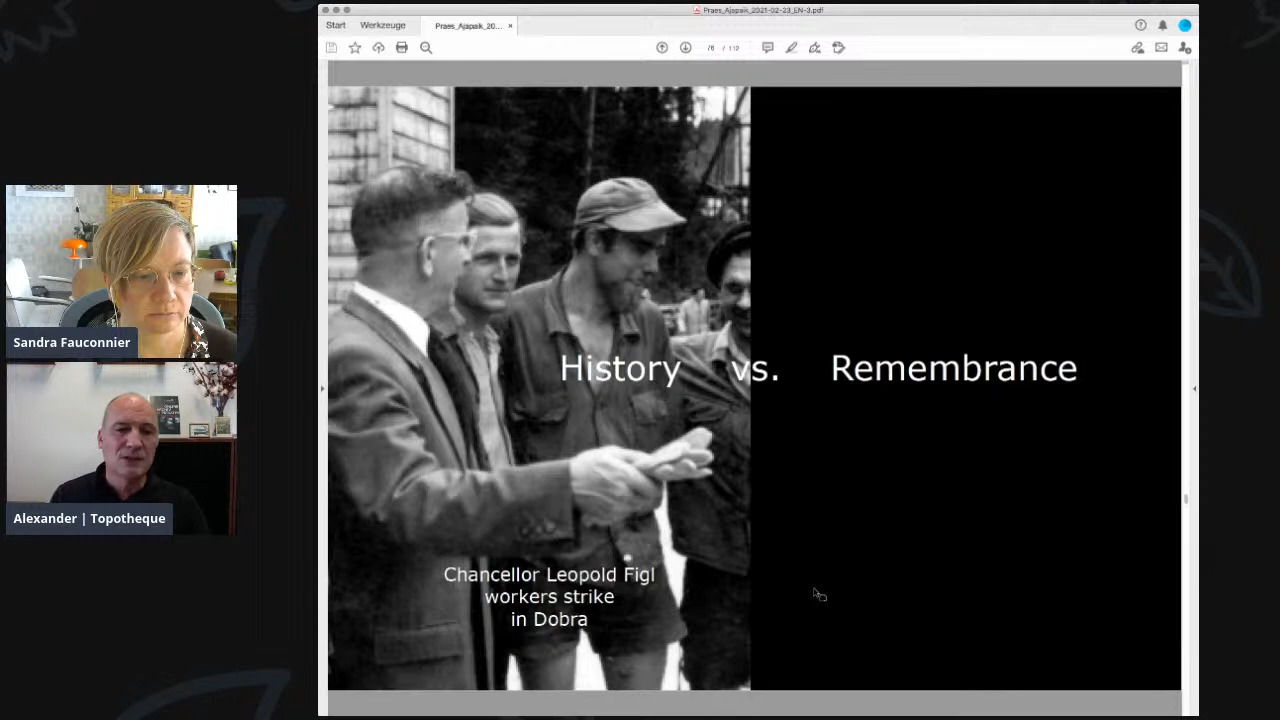 Praes_Ajapaik_2021-02-23_EN-3.pdf
Start Werkzeuge Praes_Ajapaik_20... ×
76 / 112
History vs. Remembrance
Sandra Fauconnier
Alexander | Topotheque
Chancellor Leopold Figl
workers strike
in Dobra